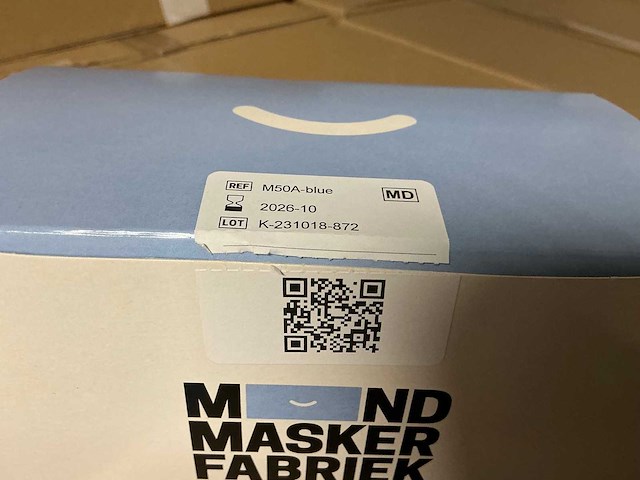 REF M50A-blue MD
2026-10
LOT K-231018-872
M ND
MASKER
FABRIEK